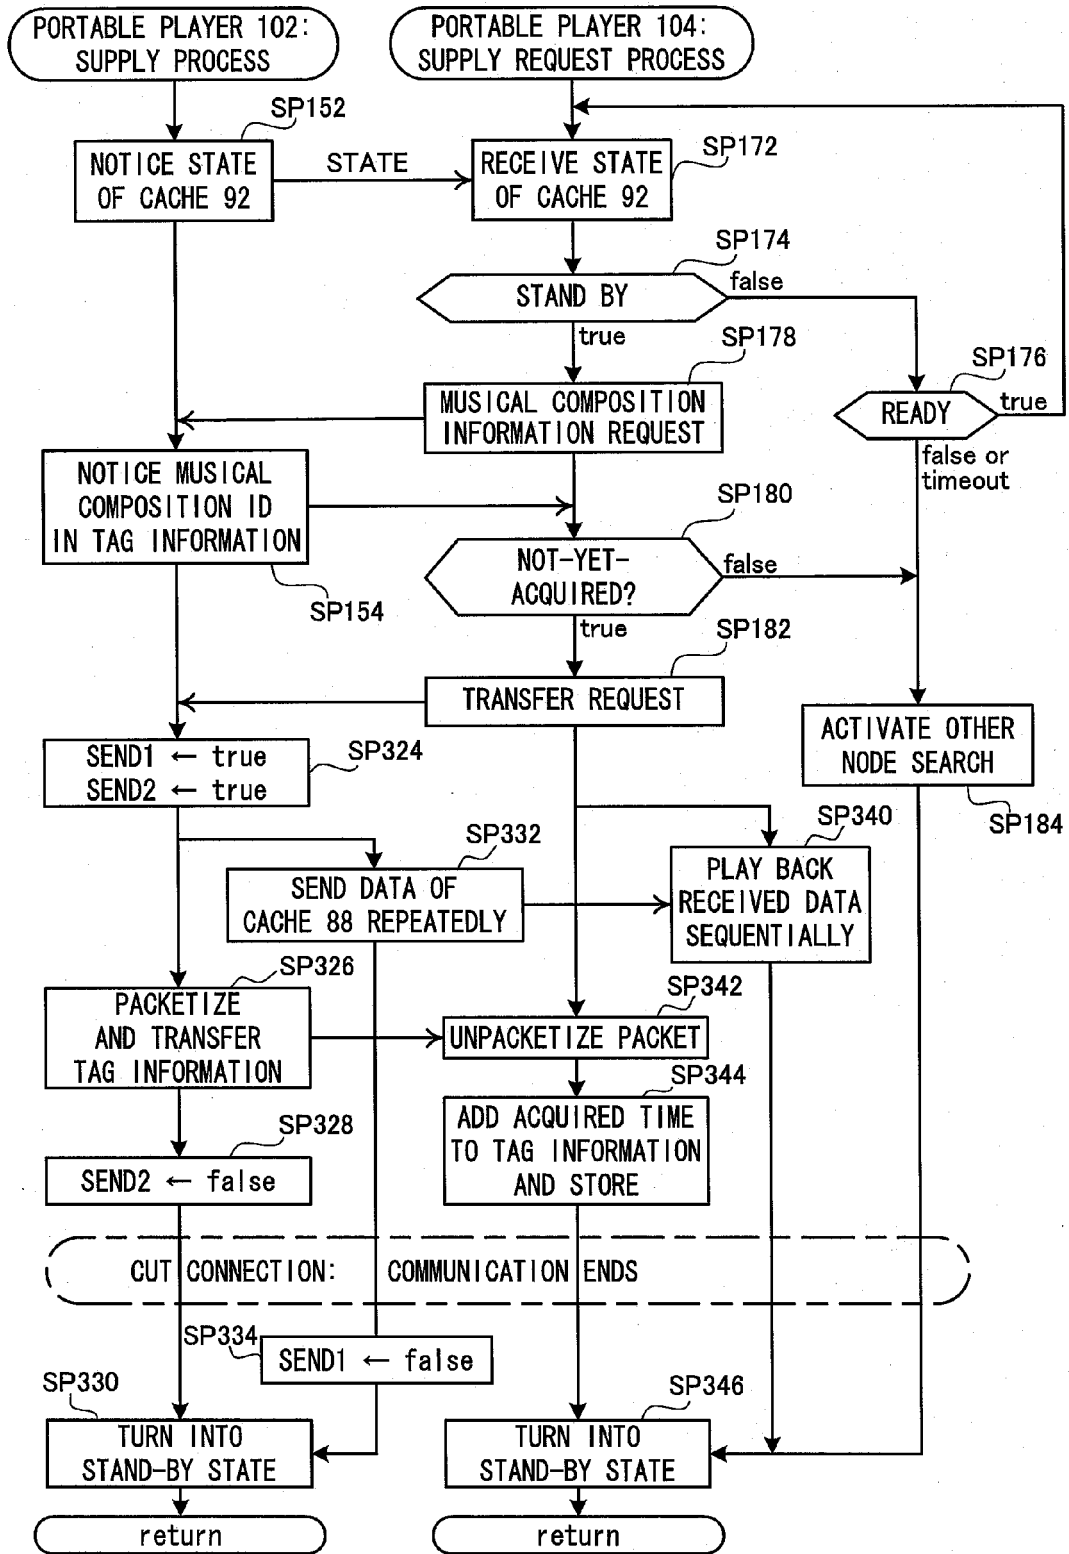 PORTABLE PLAYER 102:
SUPPLY PROCESS
PORTABLE PLAYER 104:
SUPPLY REQUEST PROCESS
SP152
NOTICE STATE
OF CACHE 92
STATE
RECEIVE STATE
OF CACHE 92
SP172
SP174
STAND BY
false
true
SP178
SP176
MUSICAL COMPOSITION
INFORMATION REQUEST
READY
true
false or
timeout
NOTICE MUSICAL
COMPOSITION ID
IN TAG INFORMATION
SP154
SP180
NOT-YET-
ACQUIRED?
false
true
SP182
TRANSFER REQUEST
SEND1 ← true
SEND2 ← true
SP324
ACTIVATE OTHER
NODE SEARCH
SP184
SP332
SEND DATA OF
CACHE 88 REPEATEDLY
SP340
PLAY BACK
RECEIVED DATA
SEQUENTIALLY
SP326
PACKETIZE
AND TRANSFER
TAG INFORMATION
SP342
UNPACKETIZE PACKET
SP344
ADD ACQUIRED TIME
TO TAG INFORMATION
AND STORE
SP328
SEND2 ← false
CUT CONNECTION: COMMUNICATION ENDS
SP334
SEND1 ← false
SP330
TURN INTO
STAND-BY STATE
SP346
TURN INTO
STAND-BY STATE
return
return